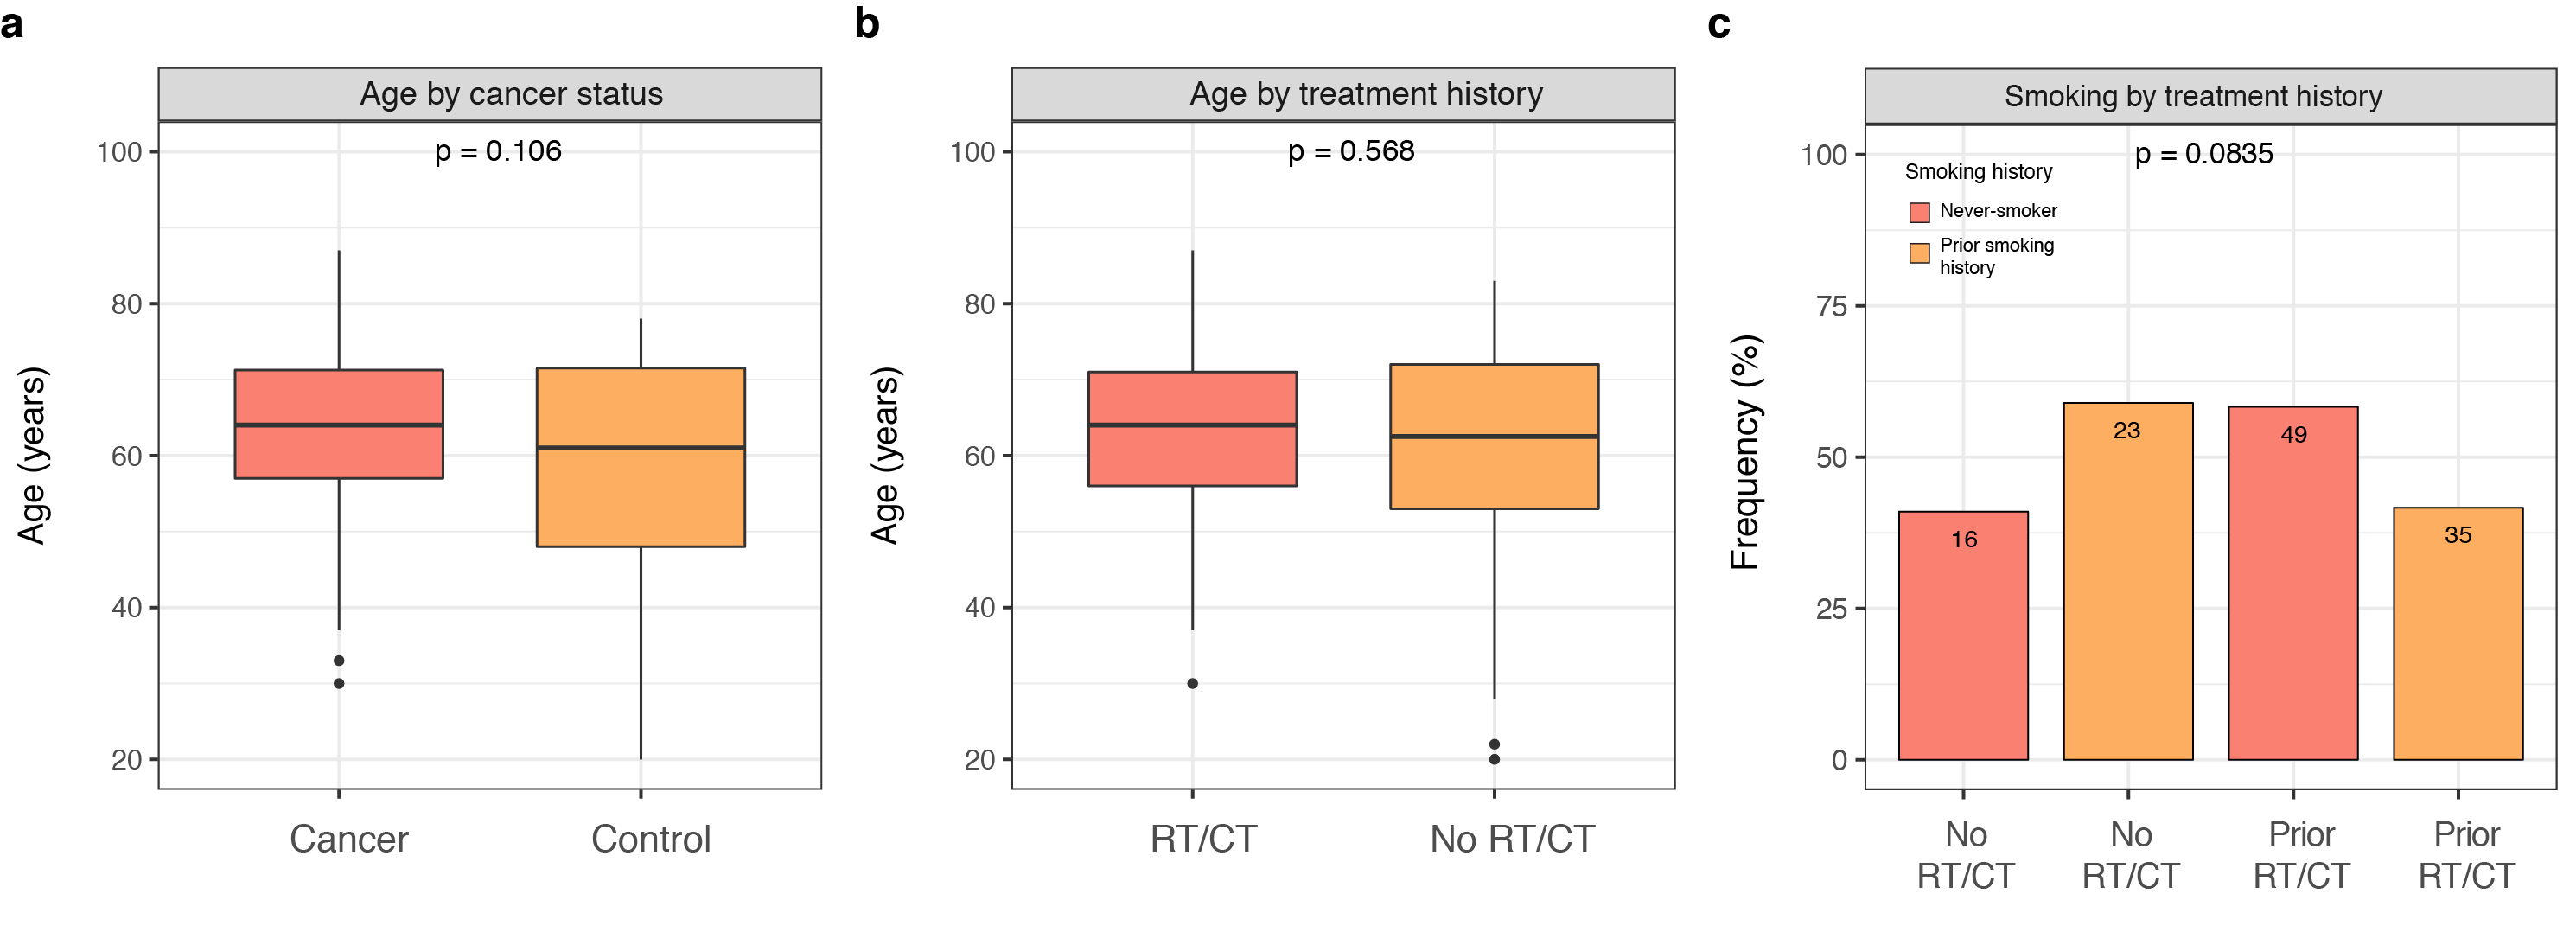 a
Age by cancer status
p = 0.106
100
80
60
40
20
Age (years)
Cancer
Control
b
Age by treatment history
p = 0.568
100
80
60
40
20
Age (years)
RT/CT
No RT/CT
c
Smoking by treatment history
p = 0.0835
Smoking history
Never-smoker
Prior smoking
history
100
75
50
25
0
Frequency (%)
16
23
49
35
No
RT/CT
No
RT/CT
Prior
RT/CT
Prior
RT/CT